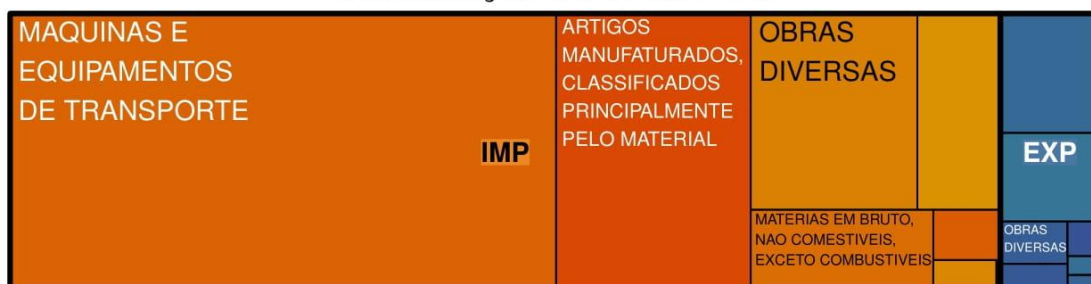 MAQUINAS E
EQUIPAMENTOS
DE TRANSPORTE
IMP
ARTIGOS
MANUFATURADOS,
CLASSIFICADOS
PRINCIPALMENTE
PELO MATERIAL
OBRAS
DIVERSAS
MATERIAS EM BRUTO,
NAO COMESTIVEIS,
EXCETO COMBUSTIVEIS
EXP
OBRAS
DIVERSAS